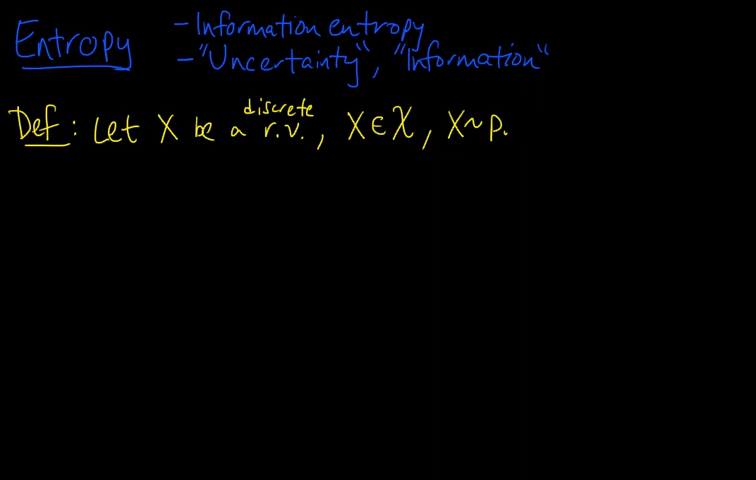 Entropy
- Information entropy
- "Uncertainty", "Information"
Def: Let X be a discrete r.v., X ∈ 𝒳, X ~ p.